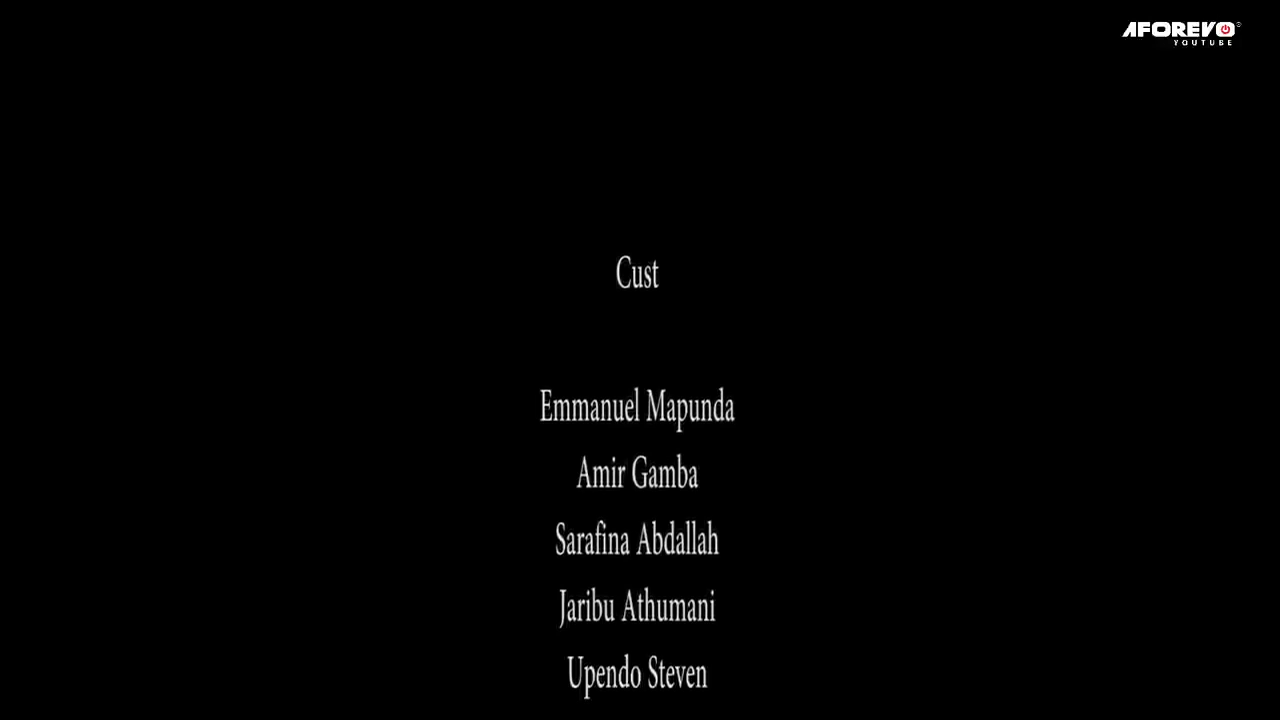 AFOREVO
YOUTUBE
Cust
Emmanuel Mapunda
Amir Gamba
Sarafina Abdallah
Jaribu Athumani
Upendo Steven